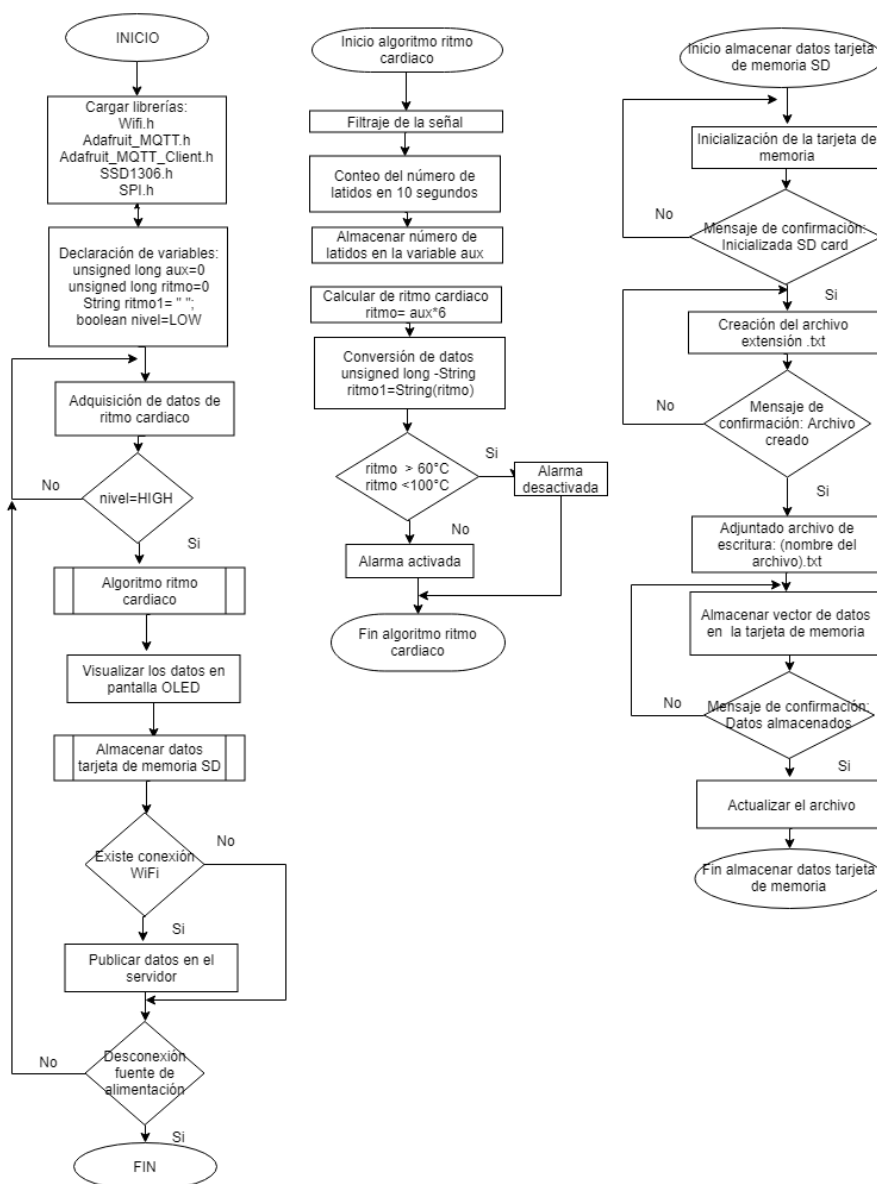 INICIO
Cargar librerías:
Wifi.h
Adafruit_MQTT.h
Adafruit_MQTT_Client.h
SSD1306.h
SPI.h
Declaración de variables:
unsigned long aux=0
unsigned long ritmo=0
String ritmo1= " ";
boolean nivel=LOW
Adquisición de datos de
ritmo cardiaco
No
nivel=HIGH
Si
Algoritmo ritmo
cardiaco
Visualizar los datos en
pantalla OLED
Almacenar datos
tarjeta de memoria SD
No
Existe conexión
WiFi
Si
Publicar datos en el
servidor
No
Desconexión
fuente de
alimentación
Si
FIN
Inicio algoritmo ritmo
cardiaco
Filtraje de la señal
Conteo del número de
latidos en 10 segundos
Almacenar número de
latidos en la variable aux
Calcular de ritmo cardiaco
ritmo= aux*6
Conversión de datos
unsigned long -String
ritmo1=String(ritmo)
ritmo > 60°C
ritmo <100°C
Si
Alarma
desactivada
No
Alarma activada
Fin algoritmo ritmo
cardiaco
Inicio almacenar datos tarjeta
de memoria SD
Inicialización de la tarjeta de
memoria
No
Mensaje de confirmación:
Inicializada SD card
Si
Creación del archivo
extensión .txt
No
Mensaje de
confirmación: Archivo
creado
Si
Adjuntado archivo de
escritura: (nombre del
archivo).txt
Almacenar vector de datos
en la tarjeta de memoria
No
Mensaje de confirmación:
Datos almacenados
Si
Actualizar el archivo
Fin almacenar datos tarjeta
de memoria